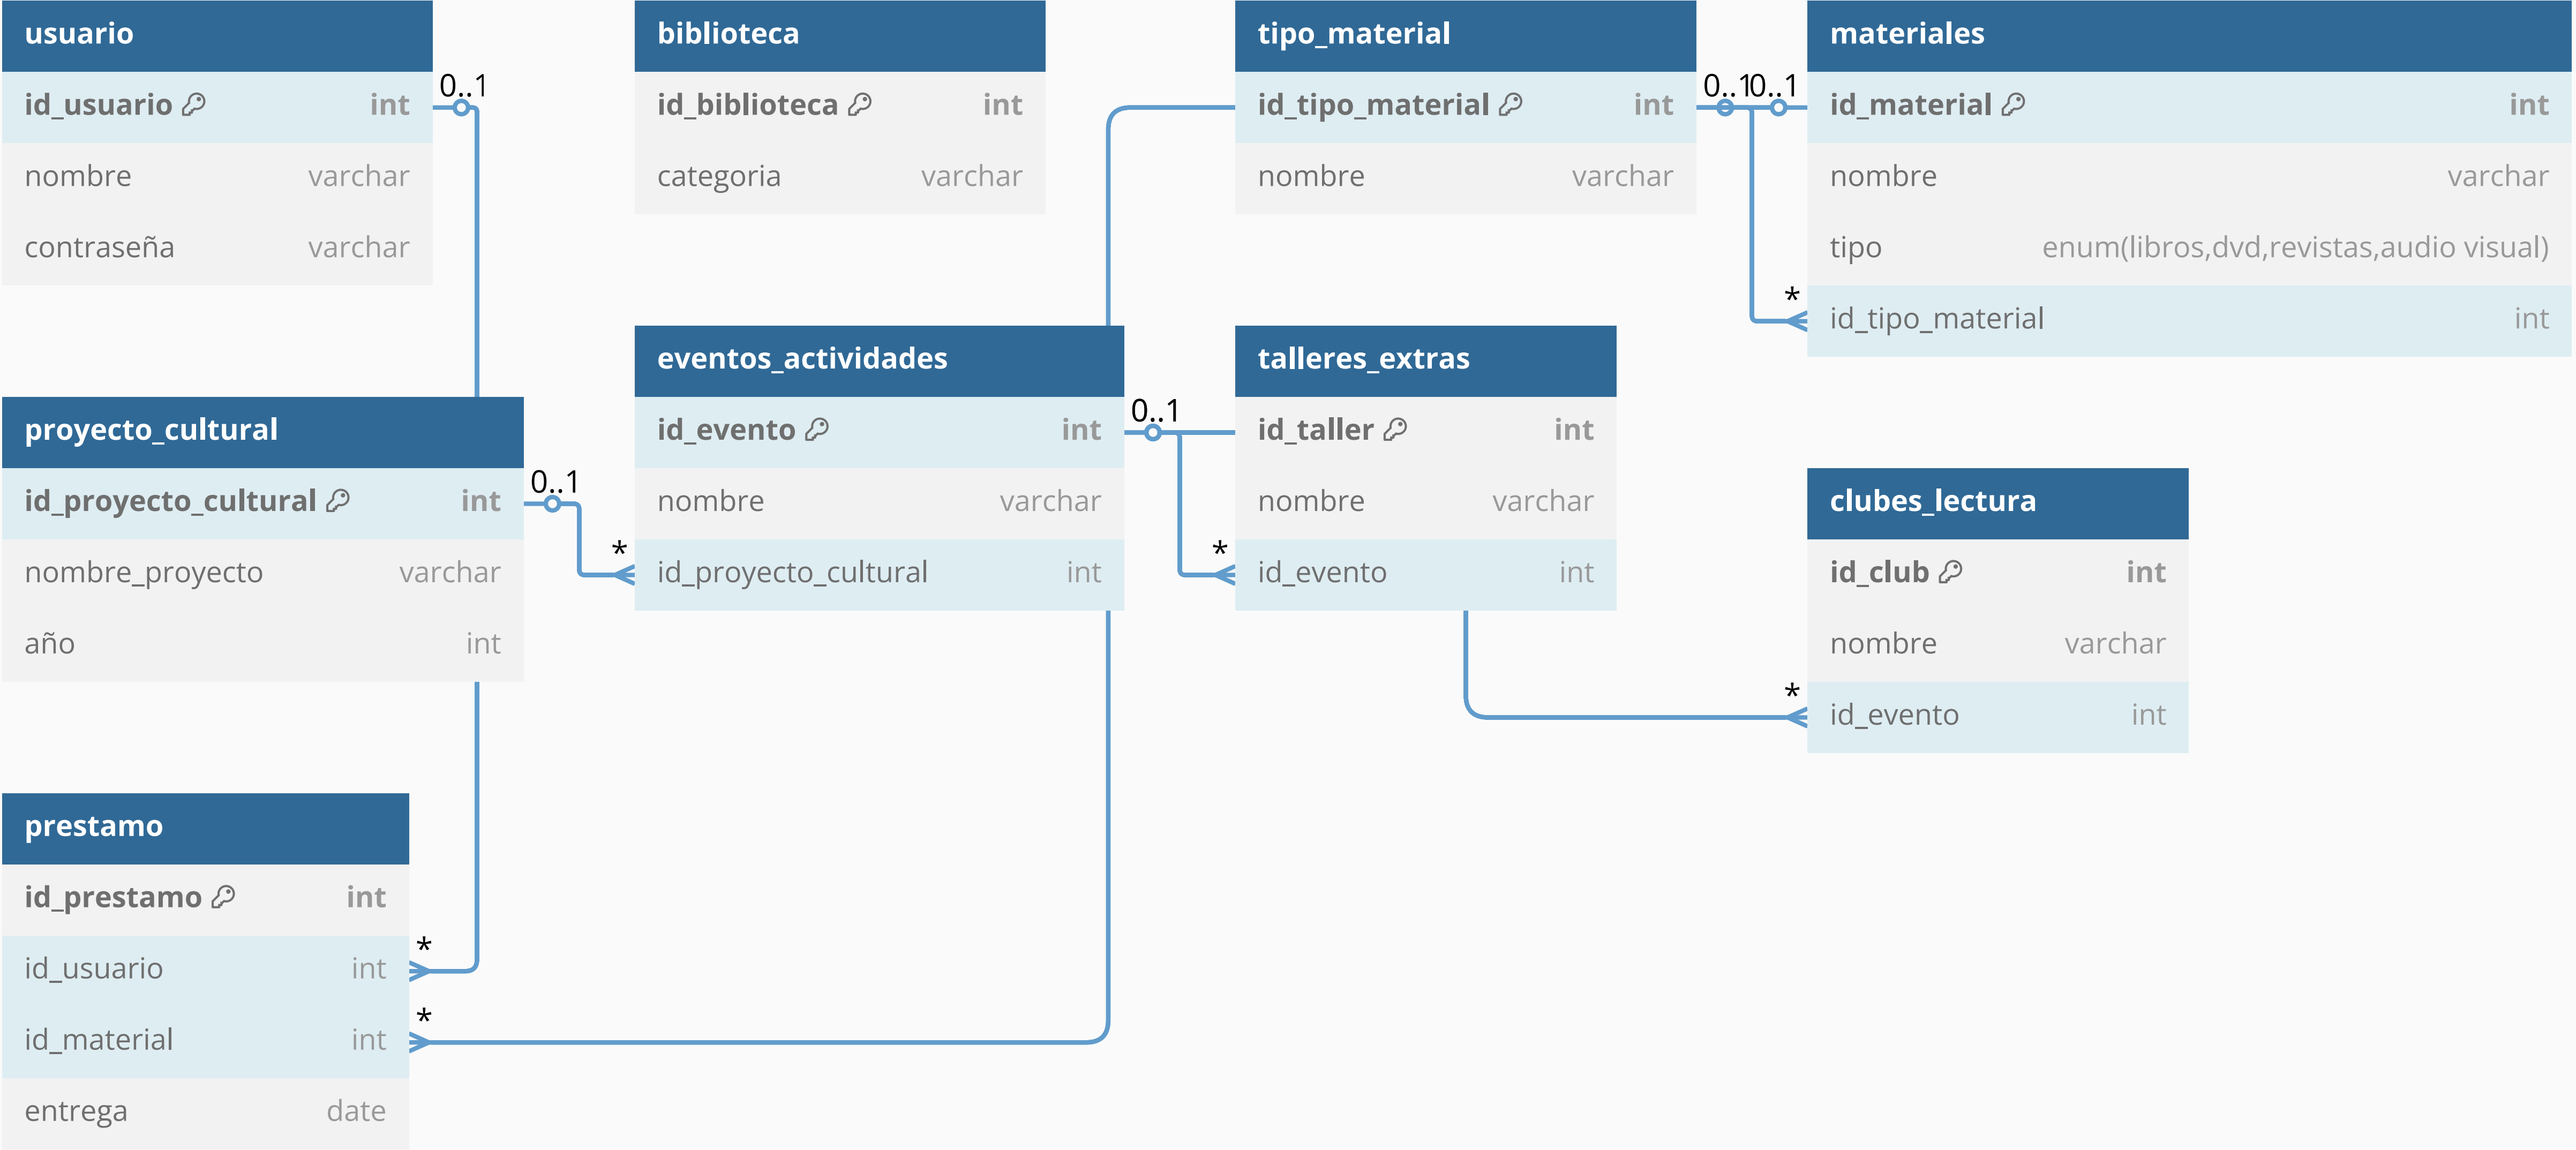 usuario
id_usuario int
nombre varchar
contraseña varchar
0..1
biblioteca
id_biblioteca int
categoria varchar
tipo_material
id_tipo_material int
nombre varchar
0..1
0..1
materiales
id_material int
nombre varchar
tipo enum(libros,dvd,revistas,audio visual)
* id_tipo_material int
proyecto_cultural
id_proyecto_cultural int
nombre_proyecto varchar
año int
0..1
eventos_actividades
id_evento int
nombre varchar
* id_proyecto_cultural int
0..1
talleres_extras
id_taller int
nombre varchar
* id_evento int
clubes_lectura
id_club int
nombre varchar
* id_evento int
prestamo
id_prestamo int
id_usuario int *
id_material int *
entrega date